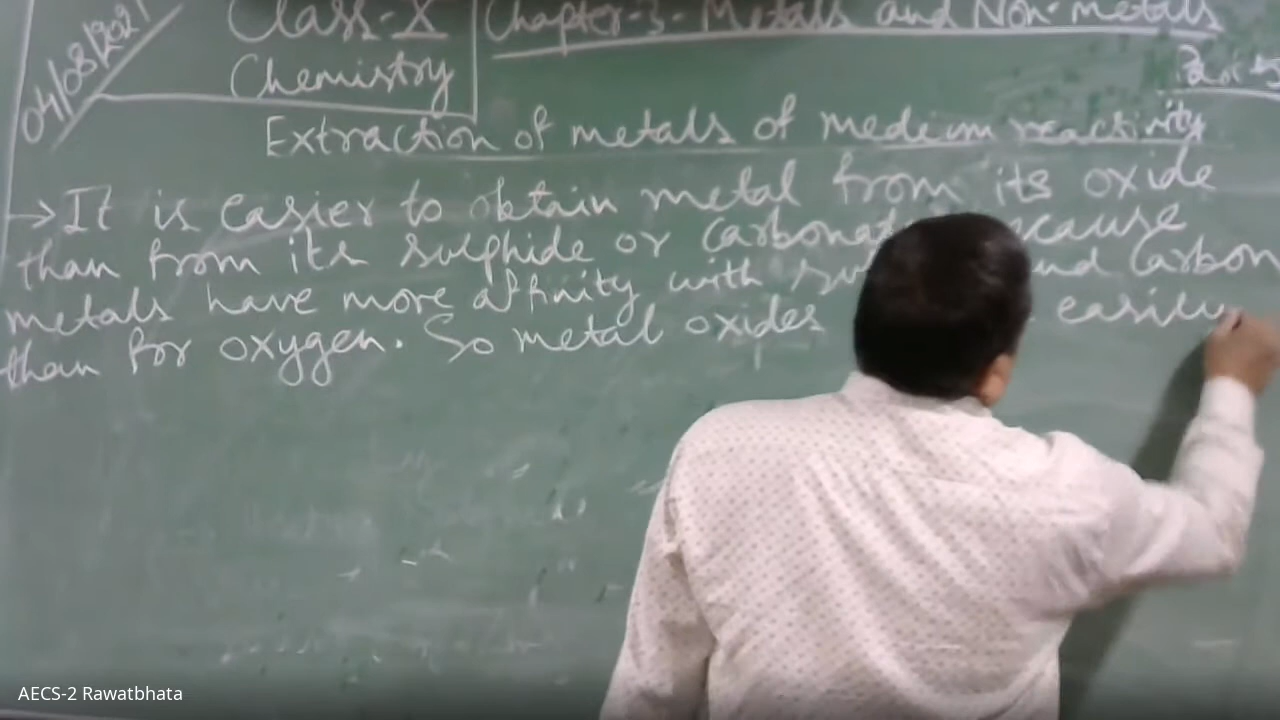 04/08/2021
Class-X
Chemistry
Chapter-3- Metals and Non-metals
Extraction of metals of medium reactivity
→ It is easier to obtain metal from its oxide
than from its sulphide or
metals have more affinity with and Carbon
than for oxygen. So metal oxides easily
AECS-2 Rawatbhata